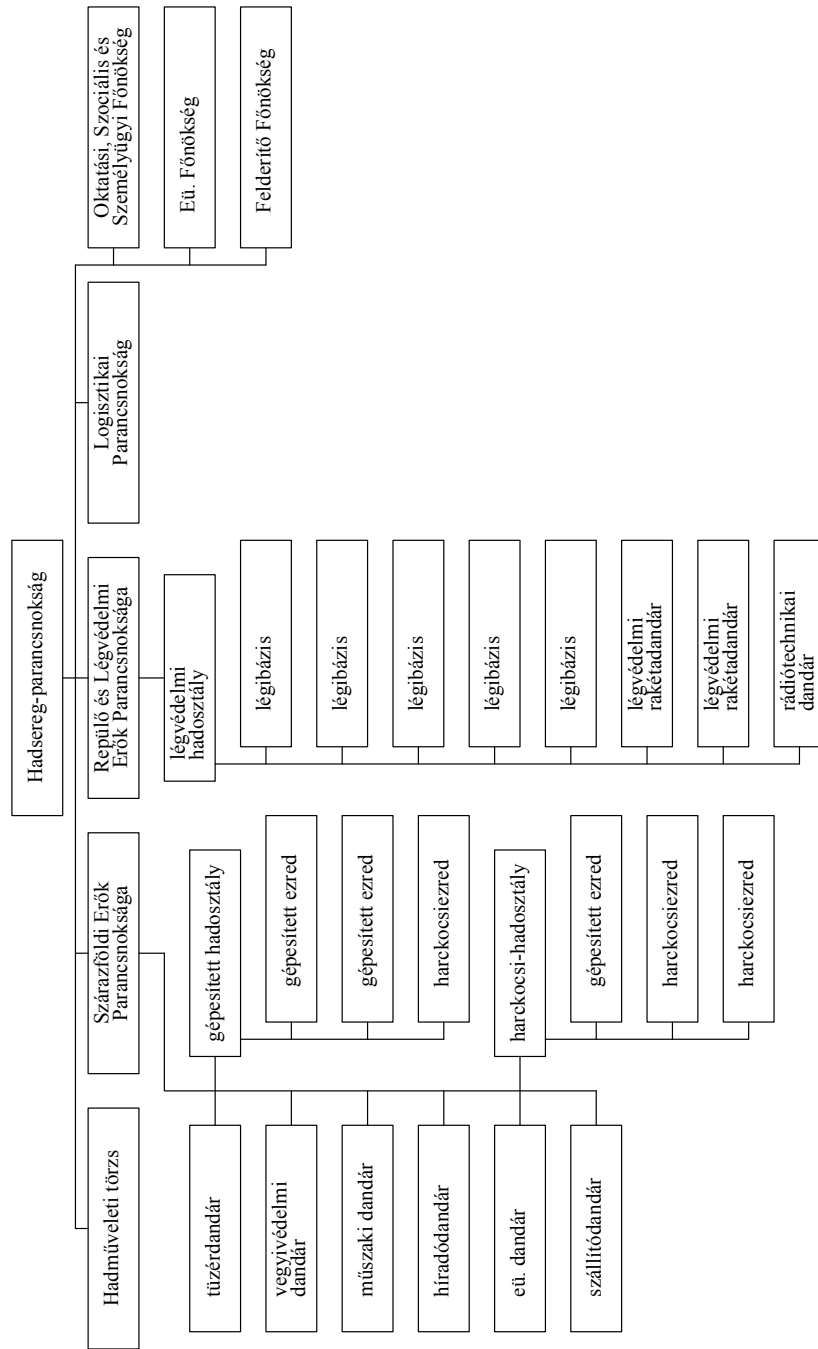 Hadsereg-parancsnokság
Hadműveleti törzs
Szárazföldi Erők
Parancsnoksága
Repülő és Légvédelmi
Erők Parancsnoksága
Logisztikai
Parancsnokság
Oktatási, Szociális és
Személyügyi Főnökség
Eü. Főnökség
Felderítő Főnökség
tüzérdandár
vegyivédelmi
dandár
műszaki dandár
híradódandár
eü. dandár
szállítódandár
gépesített hadosztály
gépesített ezred
gépesített ezred
harckocsiezred
harckocsi-hadosztály
gépesített ezred
harckocsiezred
harckocsiezred
légvédelmi
hadosztály
légibázis
légibázis
légibázis
légibázis
légibázis
légvédelmi
rakétadandár
légvédelmi
rakétadandár
rádiótechnikai
dandár